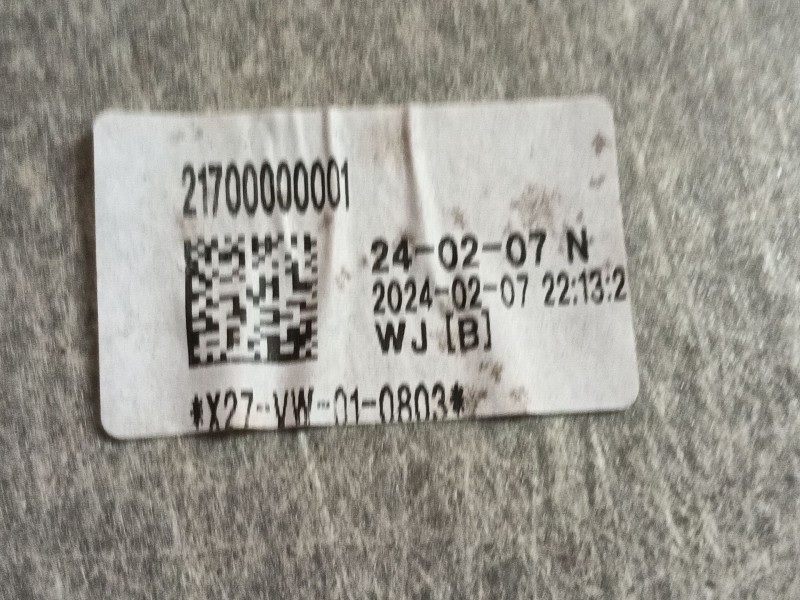 21700000001
24-02-07 N
2024-02-07 22:13:2
WJ [B]
*X27-VW-01-0803*